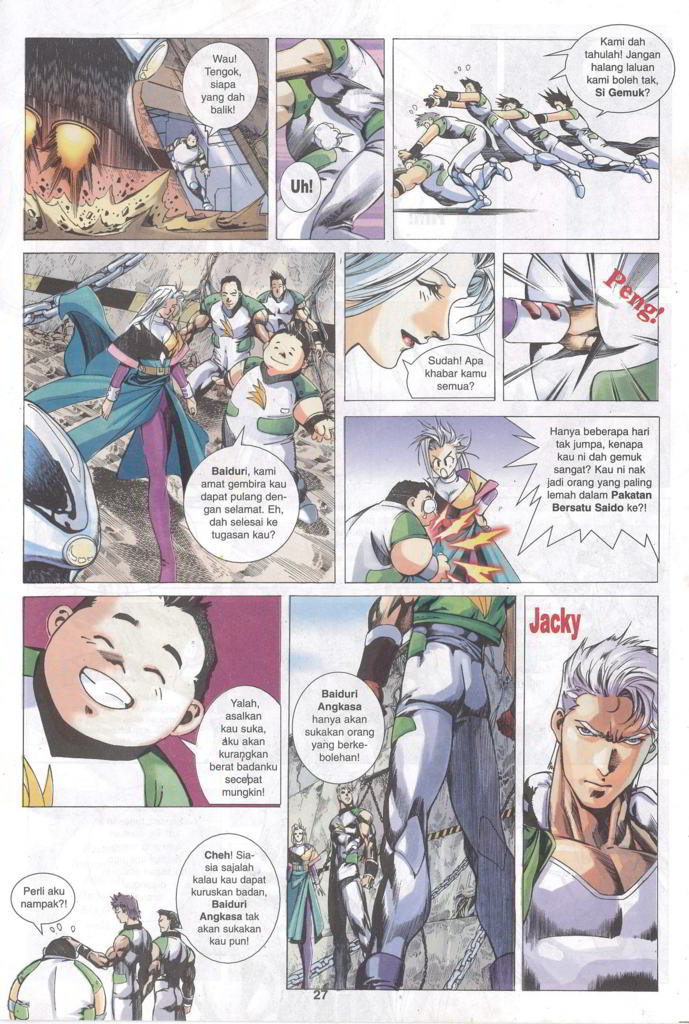 Wau!
Tengok,
siapa
yang dah
balik!
Uh!
Kami dah
tahulah! Jangan
halang laluan
kami boleh tak,
Si Gemuk?
Baiduri, kami
amat gembira kau
dapat pulang den-
gan selamat. Eh,
dah selesai ke
tugasan kau?
Sudah! Apa
khabar kamu
semua?
Peng!
Hanya beberapa hari
tak jumpa, kenapa
kau ni dah gemuk
sangat? Kau ni nak
jadi orang yang paling
lemah dalam Pakatan
Bersatu Saido ke?!
Yalah,
asalkan
kau suka,
aku akan
kurangkan
berat badanku
secepat
mungkin!
Baiduri
Angkasa
hanya akan
sukakan orang
yang berke-
bolehan!
Jacky
Cheh! Sia-
sia sajalah
kalau kau dapat
kuruskan badan,
Baiduri
Angkasa tak
akan sukakan
kau pun!
Perli aku
nampak?!
27